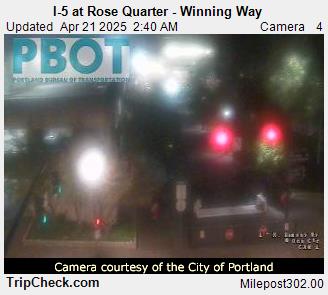 I-5 at Rose Quarter - Winning Way
Updated Apr 21 2025 2:40 AM Camera 4
PBOT
PORTLAND BUREAU OF TRANSPORTATION
Camera courtesy of the City of Portland
TripCheck.com Milepost302.00